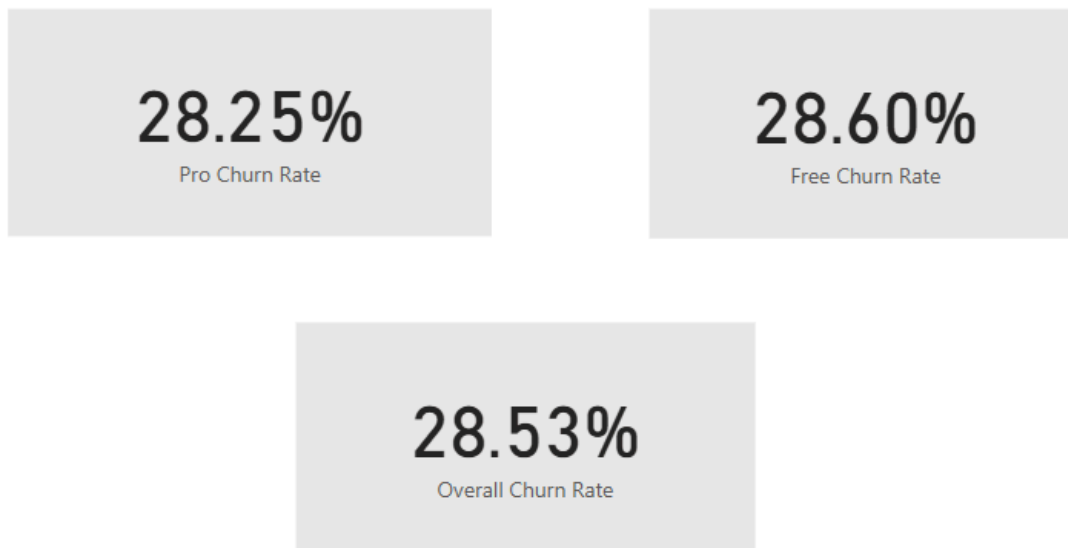 28.25%
Pro Churn Rate
28.60%
Free Churn Rate
28.53%
Overall Churn Rate